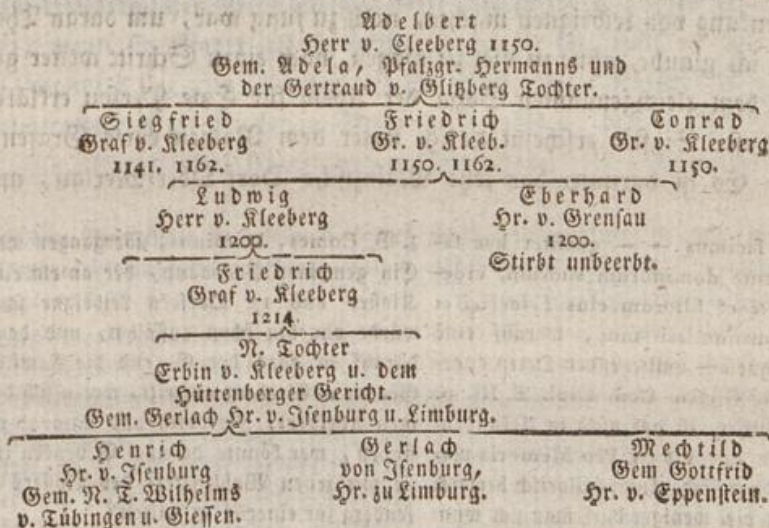 Adelbert
Herr v. Cleeberg 1150.
Gem. Adela, Pfalzgr. Hermanns und
der Gertraud v. Glitzberg Tochter.
Siegfried
Graf v. Kleeberg
1141. 1162.
Friedrich
Gr. v. Kleeb.
1150. 1162.
Conrad
Gr. v. Kleeberg
1150.
Ludwig
Herr v. Kleeberg
1200.
Eberhard
Hr. v. Grensau
1200.
Stirbt unbeerbt.
Friedrich
Graf v. Kleeberg
1214.
N. Tochter
Erbin v. Kleeberg u. dem
Hüttenberger Gericht.
Gem. Gerlach Hr. v. Isenburg u. Limburg.
Henrich
Hr. v. Isenburg
Gem. N. T. Wilhelms
v. Tübingen u. Giessen.
Gerlach
von Isenburg,
Hr. zu Limburg.
Mechtild
Gem Gottfrid
Hr. v. Eppenstein.